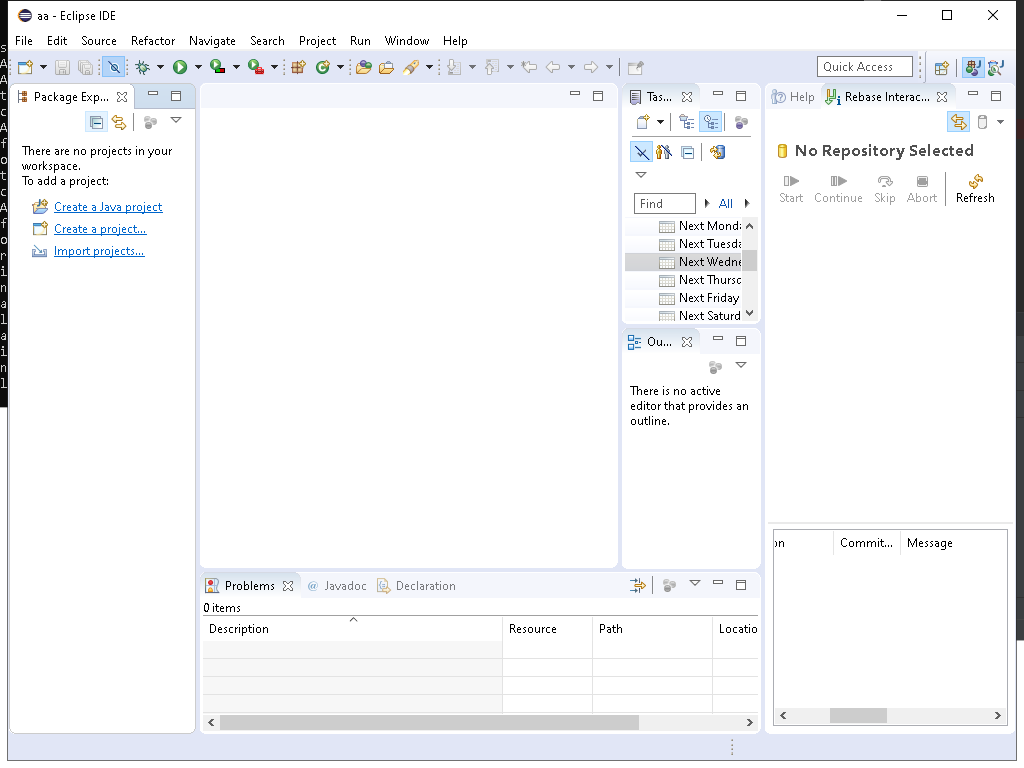 aa - Eclipse IDE
File Edit Source Refactor Navigate Search Project Run Window Help
Quick Access
Package Exp...
There are no projects in your
workspace.
To add a project:
Create a Java project
Create a project...
Import projects...
Tas...
Find
All
Next Mond
Next Tuesda
Next Wedne
Next Thursd
Next Friday
Next Saturd
Ou...
There is no active
editor that provides an
outline.
Help
Rebase Interac...
No Repository Selected
Start Continue Skip Abort Refresh
on Commit... Message
Problems @ Javadoc Declaration
0 items
Description Resource Path Locatio